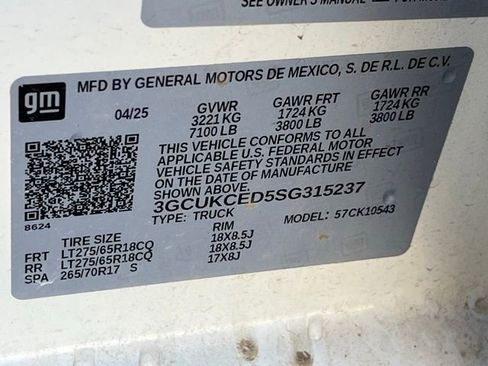 SEE OWNER'S MANUAL
gm
MFD BY GENERAL MOTORS DE MEXICO, S. DE R.L. DE C.V.
04/25 GVWR GAWR FRT GAWR RR
3221 KG 1724 KG 1724 KG
7100 LB 3800 LB 3800 LB
THIS VEHICLE CONFORMS TO ALL
APPLICABLE U.S. FEDERAL MOTOR
VEHICLE SAFETY STANDARDS IN EFFECT
ON THE DATE OF MANUFACTURE
SHOWN ABOVE.
3GCUKCED5SG315237
TYPE: TRUCK MODEL: 57CK10543
8624
TIRE SIZE RIM
FRT LT275/65R18CQ 18X8.5J
RR LT275/65R18CQ 18X8.5J
SPA 265/70R17 S 17X8J